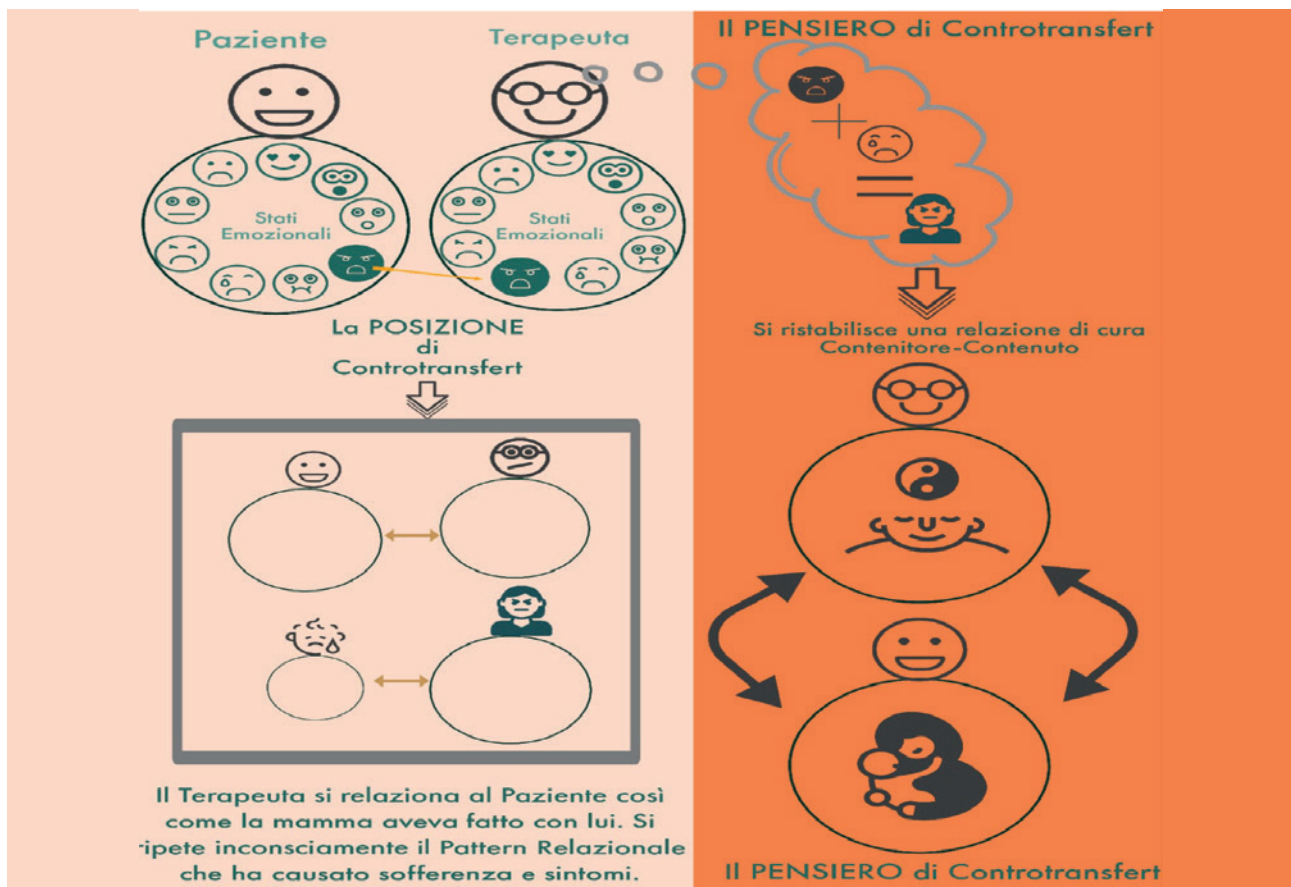 Paziente
Terapeuta
Stati
Emozionali
Stati
Emozionali
La POSIZIONE
di
Controtransfert
Il Terapeuta si relaziona al Paziente così
come la mamma aveva fatto con lui. Si
ripete inconsciamente il Pattern Relazionale
che ha causato sofferenza e sintomi.
Il PENSIERO di Controtransfert
Si ristabilisce una relazione di cura
Contenitore-Contenuto
Il PENSIERO di Controtransfert